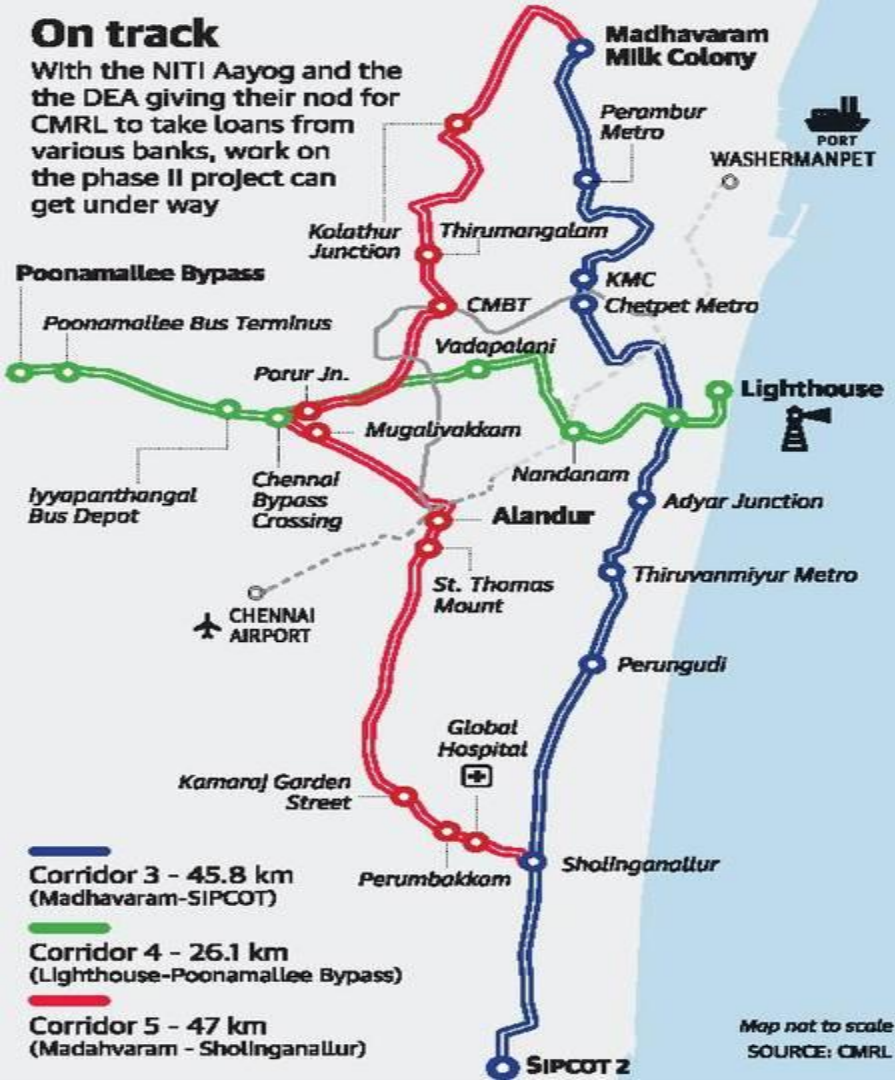 On track
With the NITI Aayog and the
the DEA giving their nod for
CMRL to take loans from
various banks, work on
the phase II project can
get under way
Madhavaram
Milk Colony
Perambur
Metro
PORT
WASHERMANPET
Kolathur
Junction
Thirumangalam
Poonamallee Bypass
KMC
CMBT
Chetpet Metro
Poonamallee Bus Terminus
Vadapalani
Porur Jn.
Lighthouse
Mugalivakkam
Iyyapanthangal
Bus Depot
Chennai
Bypass
Crossing
Nandanam
Alandur
Adyar Junction
St. Thomas
Mount
Thiruvanmiyur Metro
CHENNAI
AIRPORT
Perungudi
Global
Hospital
Kamaraj Garden
Street
Perumbakkam
Sholinganallur
Corridor 3 - 45.8 km
(Madhavaram-SIPCOT)
Corridor 4 - 26.1 km
(Lighthouse-Poonamallee Bypass)
Corridor 5 - 47 km
(Madahvaram - Sholinganallur)
Map not to scale
SOURCE: CMRL
SIPCOT 2